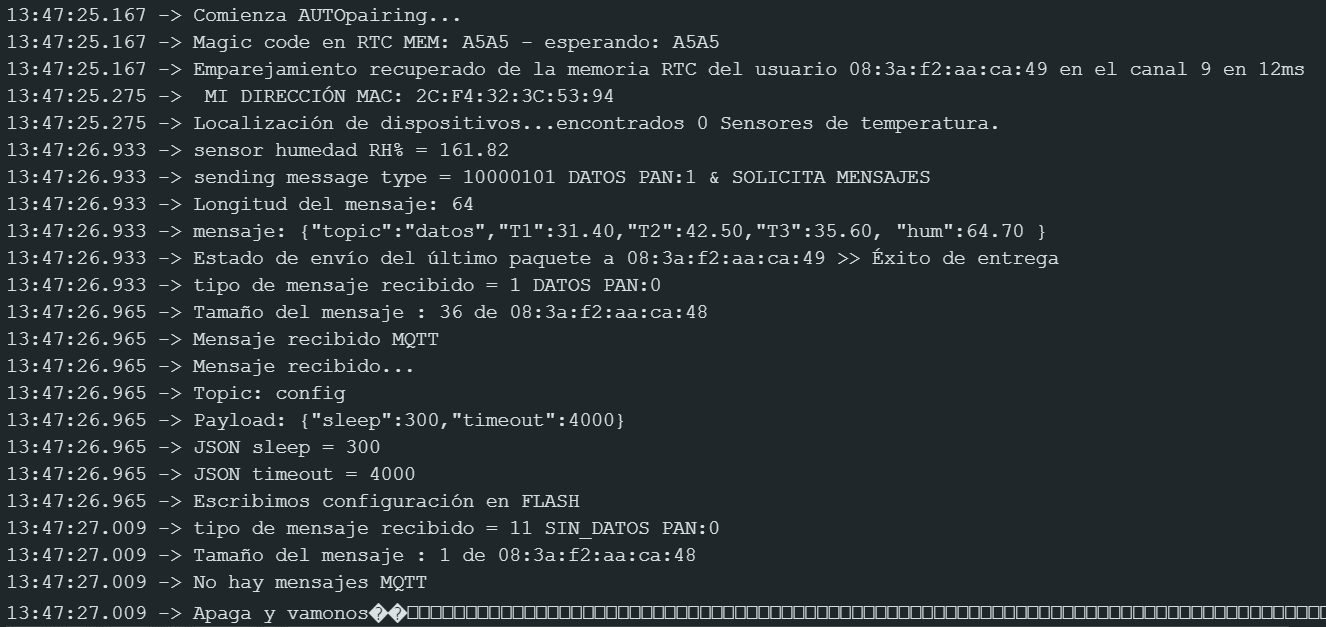 13:47:25.167 -> Comienza AUTOpairing...
13:47:25.167 -> Magic code en RTC MEM: A5A5 - esperando: A5A5
13:47:25.167 -> Emparejamiento recuperado de la memoria RTC del usuario 08:3a:f2:aa:ca:49 en el canal 9 en 12ms
13:47:25.275 ->  MI DIRECCIÓN MAC: 2C:F4:32:3C:53:94
13:47:25.275 -> Localización de dispositivos...encontrados 0 Sensores de temperatura.
13:47:26.933 -> sensor humedad RH% = 161.82
13:47:26.933 -> sending message type = 10000101 DATOS PAN:1 & SOLICITA MENSAJES
13:47:26.933 -> Longitud del mensaje: 64
13:47:26.933 -> mensaje: {"topic":"datos","T1":31.40,"T2":42.50,"T3":35.60, "hum":64.70 }
13:47:26.933 -> Estado de envío del último paquete a 08:3a:f2:aa:ca:49 >> Éxito de entrega
13:47:26.933 -> tipo de mensaje recibido = 1 DATOS PAN:0
13:47:26.965 -> Tamaño del mensaje : 36 de 08:3a:f2:aa:ca:48
13:47:26.965 -> Mensaje recibido MQTT
13:47:26.965 -> Mensaje recibido...
13:47:26.965 -> Topic: config
13:47:26.965 -> Payload: {"sleep":300,"timeout":4000}
13:47:26.965 -> JSON sleep = 300
13:47:26.965 -> JSON timeout = 4000
13:47:26.965 -> Escribimos configuración en FLASH
13:47:27.009 -> tipo de mensaje recibido = 11 SIN_DATOS PAN:0
13:47:27.009 -> Tamaño del mensaje : 1 de 08:3a:f2:aa:ca:48
13:47:27.009 -> No hay mensajes MQTT
13:47:27.009 -> Apaga y vamonos